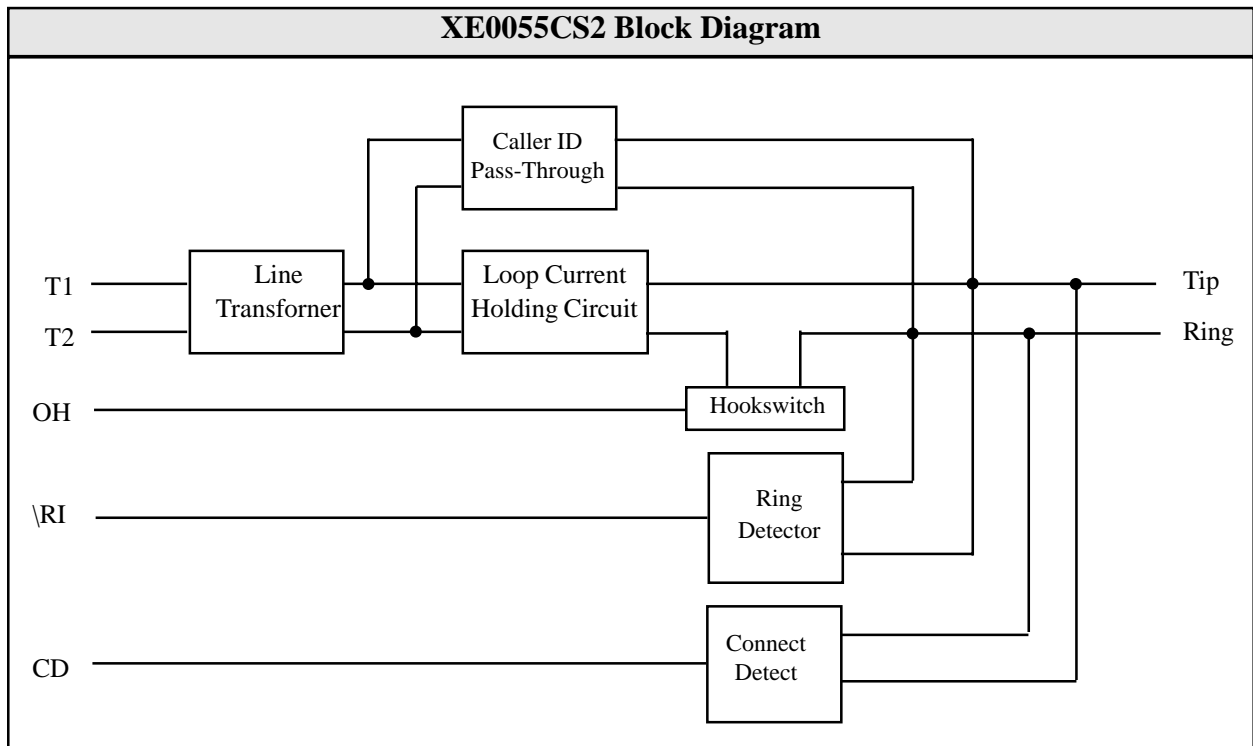 XE0055CS2 Block Diagram
Caller ID
Pass-Through
Line
Transforner
Loop Current
Holding Circuit
T1
T2
Tip
Ring
OH
Hookswitch
\RI
Ring
Detector
CD
Connect
Detect